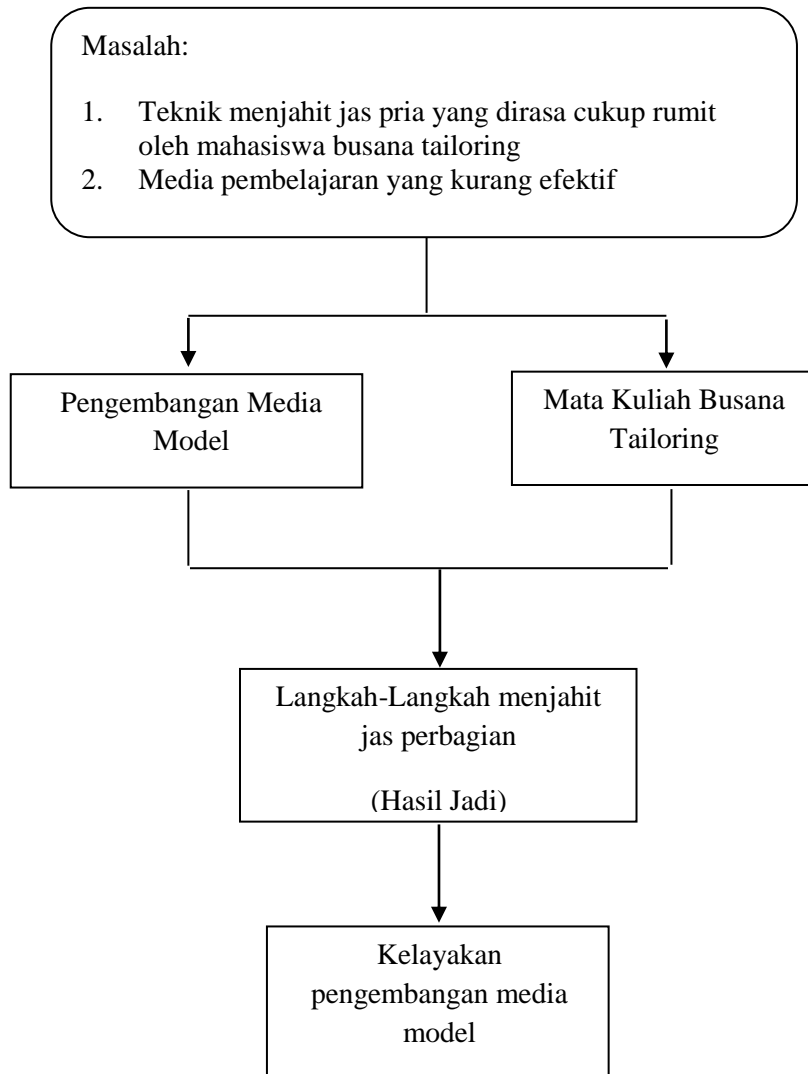 Masalah:
1. Teknik menjahit jas pria yang dirasa cukup rumit
oleh mahasiswa busana tailoring
2. Media pembelajaran yang kurang efektif
Pengembangan Media
Model
Mata Kuliah Busana
Tailoring
Langkah-Langkah menjahit
jas perbagian
(Hasil Jadi)
Kelayakan
pengembangan media
model